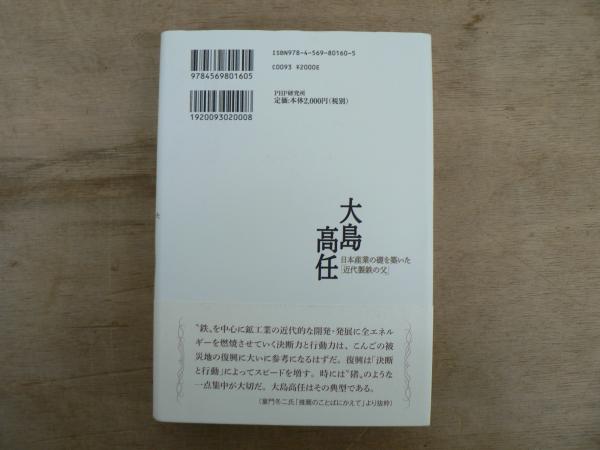 ISBN978-4-569-80160-5
C0093 ¥2000E
9784569801605
PHP研究所
定価:本体2,000円(税別)
1920093020008
大島
高任
日本産業の礎を築いた
「近代製鉄の父」
〝鉄〟を中心に鉱工業の近代的な開発・発展に全エネル
ギーを燃焼させていく決断力と行動力は、こんごの被
災地の復興に大いに参考になるはずだ。復興は「決断
と行動」によってスピードを増す。時には〝猪〟のような
一点集中が大切だ。大島高任はその典型である。
(童門冬二氏「推薦のことばにかえて」より抜粋)